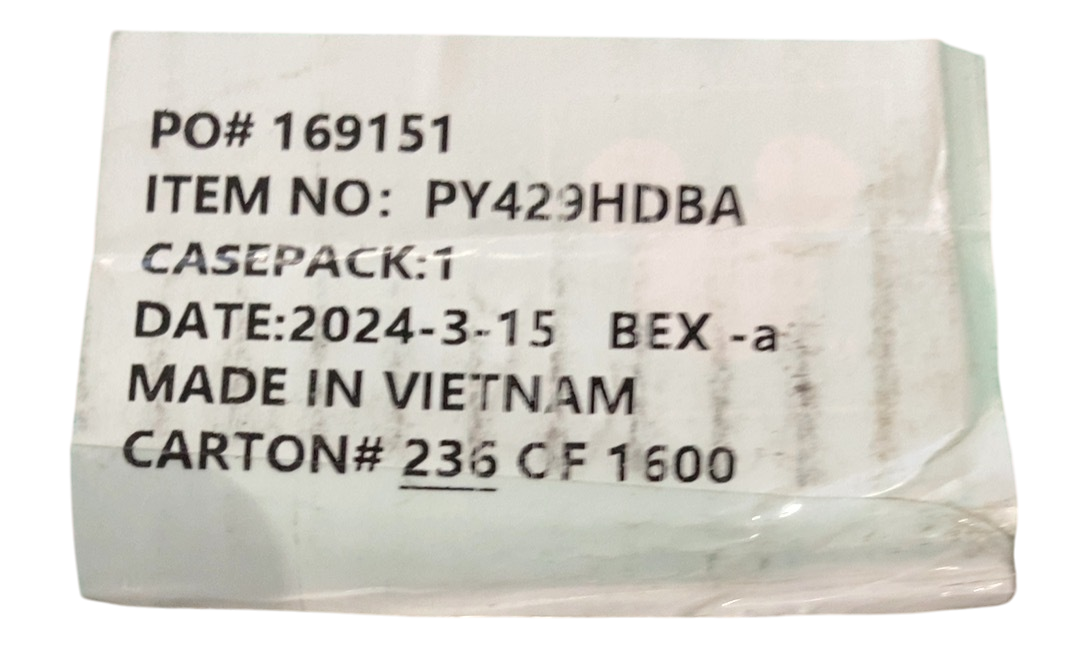 PO# 169151
ITEM NO: PY429HDBA
CASEPACK:1
DATE:2024-3-15 BEX -a
MADE IN VIETNAM
CARTON# 236 OF 1600